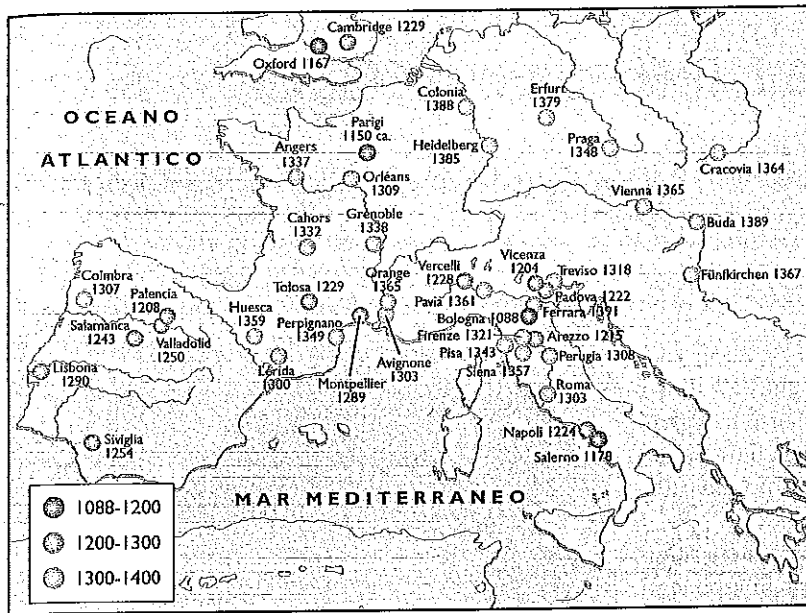 Cambridge 1229
Oxford 1167
OCEANO
ATLANTICO
Colonia
1388
Erfurt
1379
Parigi
1150 ca.
Angers
1337
Heidelberg
1385
Praga
1348
Orléans
1309
Cracovia 1364
Vienna 1365
Cahors
1332
Grenoble
1338
Buda 1389
Coimbra
1307
Palencia
1208
Tolosa 1229
Orange
1365
Vercelli
1228
Vicenza
1204
Treviso 1318
Fünfkirchen 1367
Huesca
1359
Pavia 1361
Padova 1222
Ferrara 1391
Salamanca
1243
Valladolid
1250
Perpignano
1349
Bologna 1088
Firenze 1321
Arezzo 1215
Pisa 1343
Perugia 1308
Siena 1357
Lisbona
1290
Lérida
1300
Montpellier
1289
Avignone
1303
Roma
1303
Siviglia
1254
Napoli 1224
Salerno 1178
MAR MEDITERRANEO
1088-1200
1200-1300
1300-1400